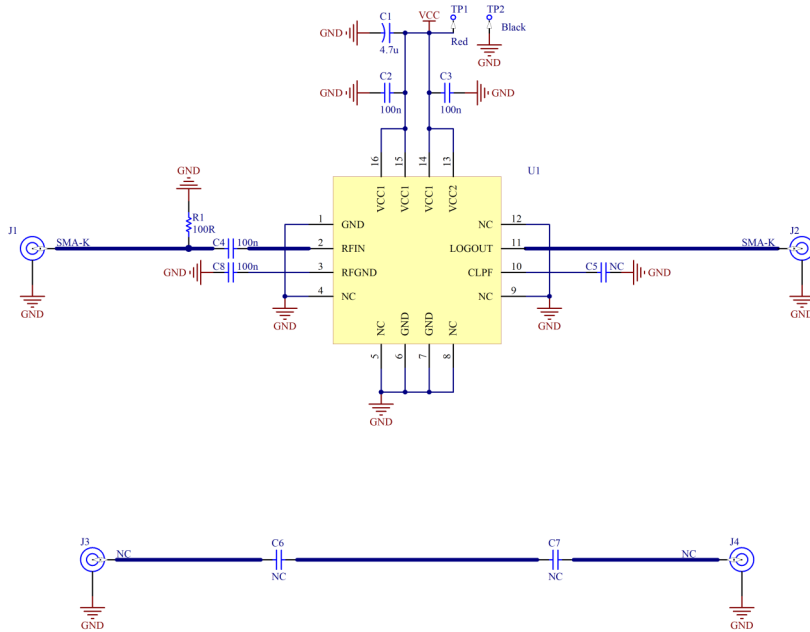 C1
VCC
TP1
TP2
GND
4.7u
Red
Black
GND
C2
C3
GND
GND
100n
100n
16
15
14
13
U1
VCC1
VCC1
VCC1
VCC2
GND
R1
100R
J1
SMA-K
C4
100n
1
GND
NC
12
2
RFIN
LOGOUT
11
SMA-K
J2
GND
C8
100n
3
RFGND
CLPF
10
C5
NC
GND
4
NC
NC
9
GND
GND
GND
GND
NC
GND
GND
NC
5
6
7
8
GND
J3
NC
C6
NC
C7
NC
NC
J4
GND
GND